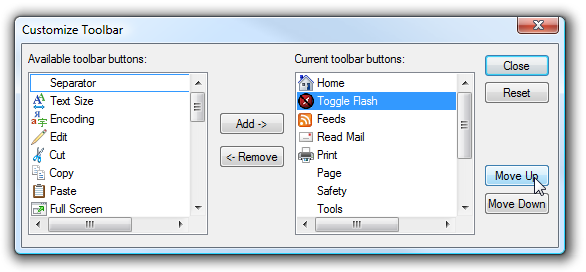 Customize Toolbar
Available toolbar buttons:
Separator
Text Size
Encoding
Edit
Cut
Copy
Paste
Full Screen
Add ->
<- Remove
Current toolbar buttons:
Home
Toggle Flash
Feeds
Read Mail
Print
Page
Safety
Tools
Close
Reset
Move Up
Move Down